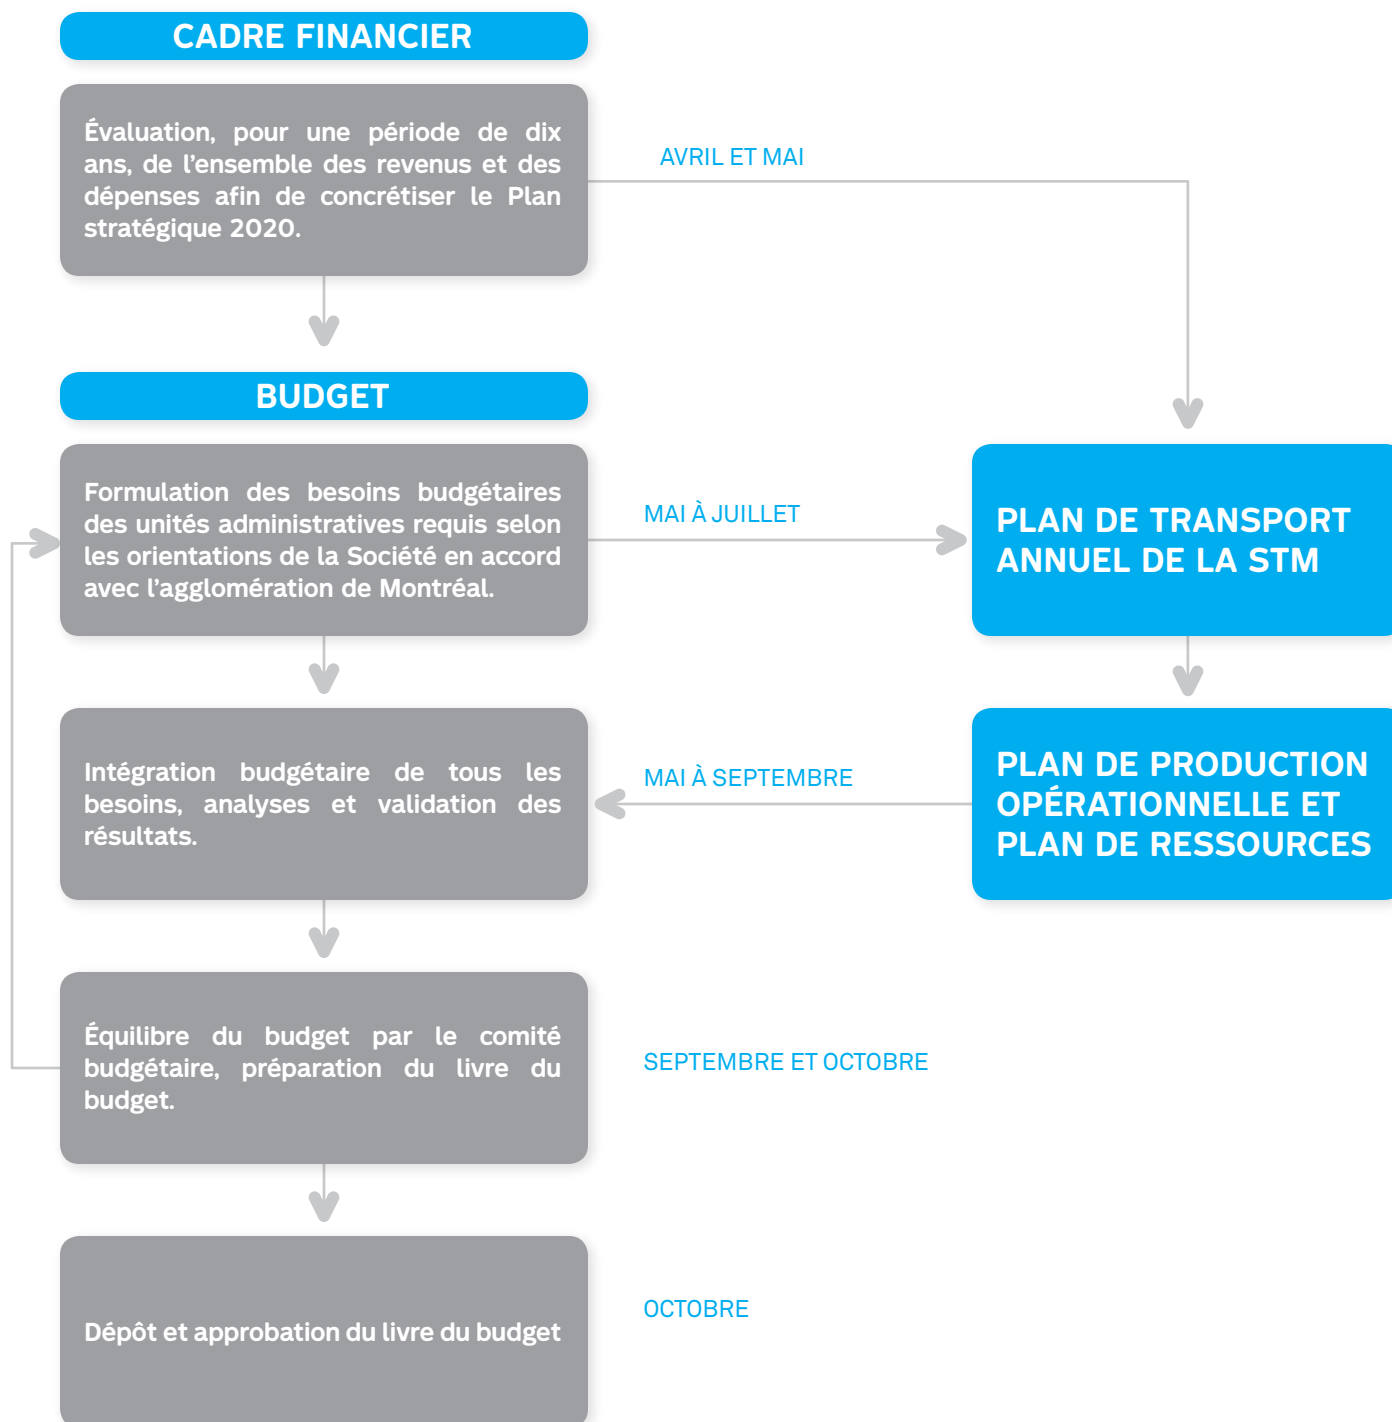 CADRE FINANCIER
Évaluation, pour une période de dix
ans, de l'ensemble des revenus et des
dépenses afin de concrétiser le Plan
stratégique 2020.
AVRIL ET MAI
BUDGET
Formulation des besoins budgétaires
des unités administratives requis selon
les orientations de la Société en accord
avec l'agglomération de Montréal.
MAI À JUILLET
PLAN DE TRANSPORT
ANNUEL DE LA STM
Intégration budgétaire de tous les
besoins, analyses et validation des
résultats.
MAI À SEPTEMBRE
PLAN DE PRODUCTION
OPÉRATIONNELLE ET
PLAN DE RESSOURCES
Équilibre du budget par le comité
budgétaire, préparation du livre du
budget.
SEPTEMBRE ET OCTOBRE
Dépôt et approbation du livre du budget
OCTOBRE